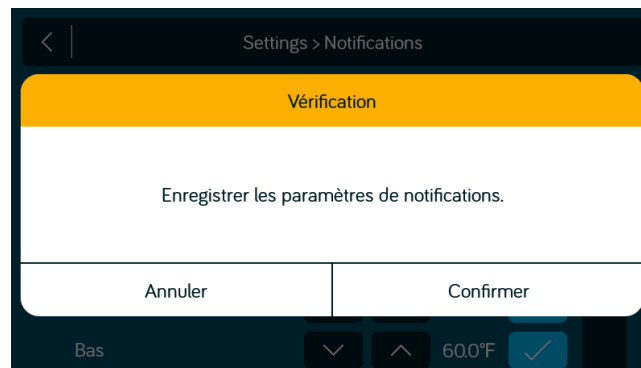 Settings > Notifications
Vérification
Enregistrer les paramètres de notifications.
Annuler
Confirmer
Bas
60.0°F